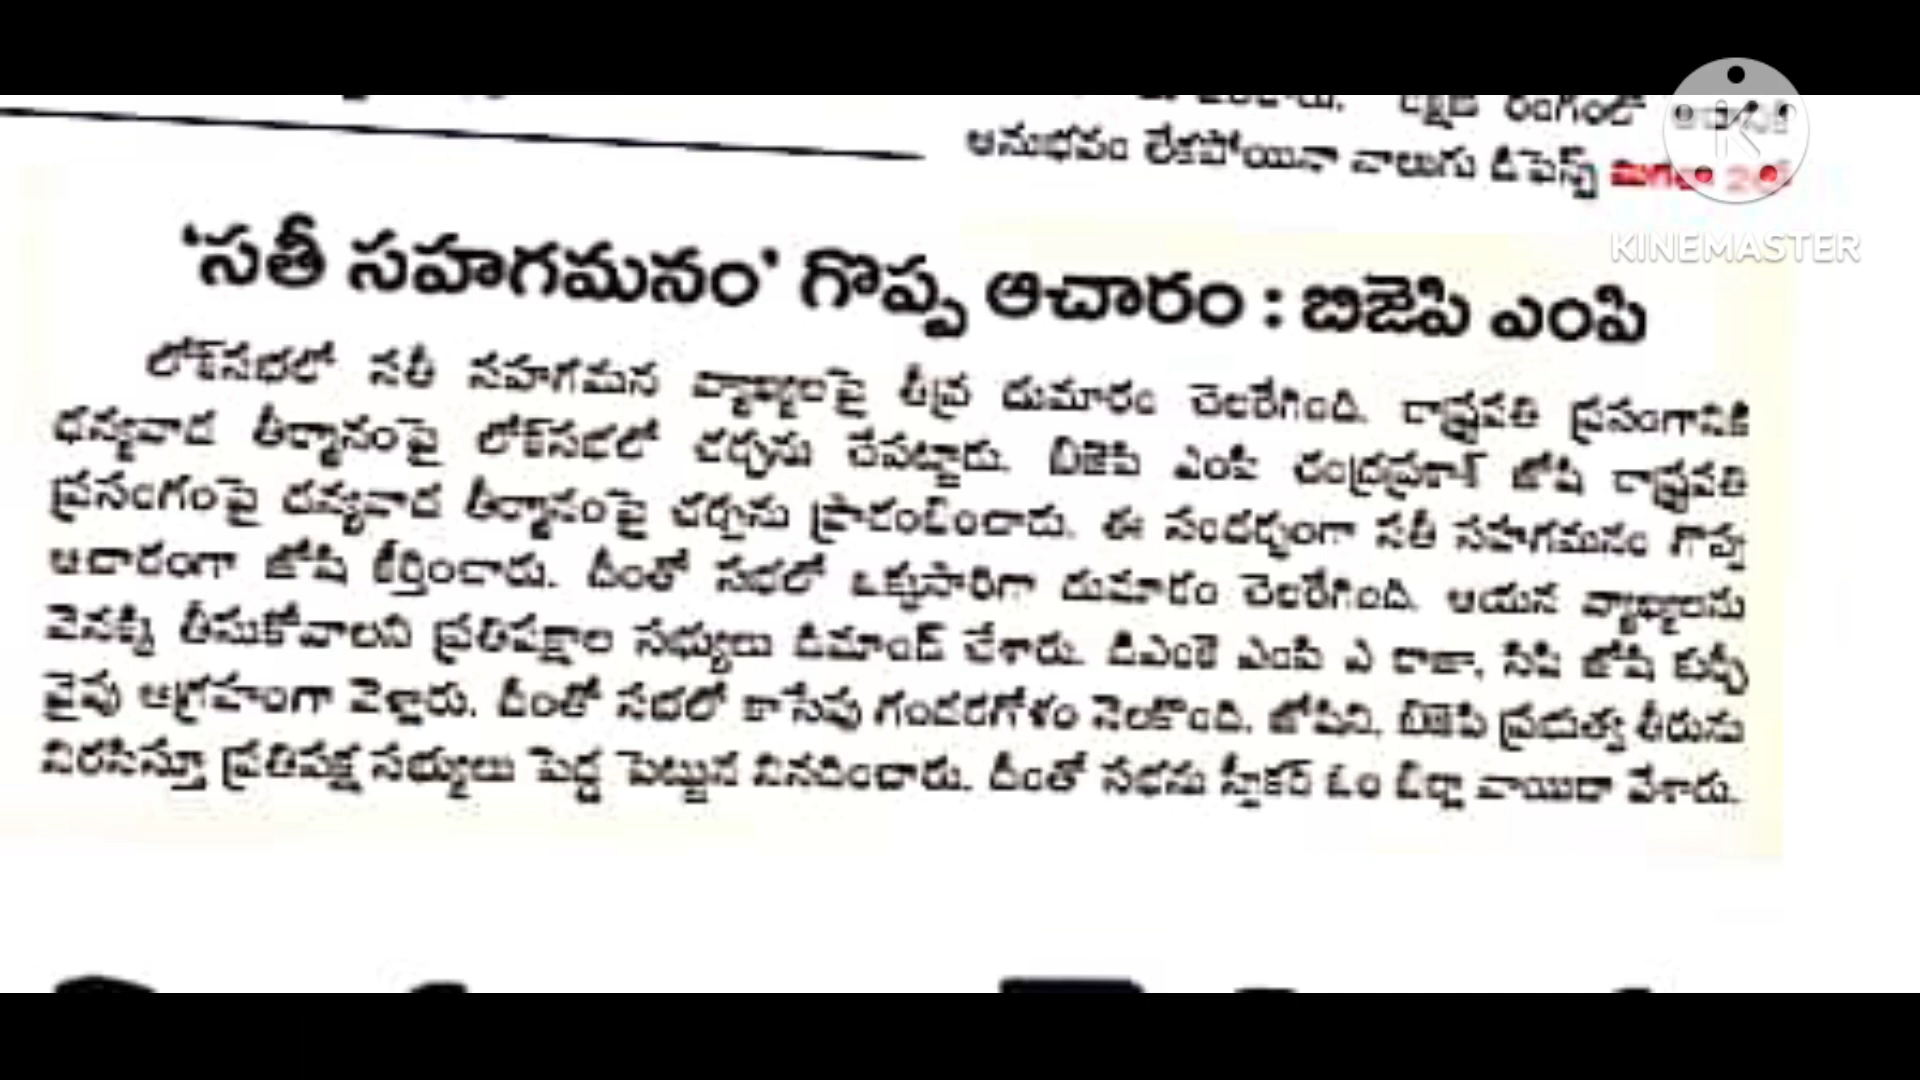 రంగంలో
అనుభవం లేకపోయినా నాలుగు డిఫెన్స్
KINEMASTER
‘సతీ సహగమనం’ గొప్ప ఆచారం : బిజెపి ఎంపి
లోక్‌సభలో సతీ సహగమన వ్యాఖ్యలపై తీవ్ర దుమారం చెలరేగింది. రాష్ట్రపతి ప్రసంగానికి
ధన్యవాద తీర్మానంపై లోక్‌సభలో చర్చను చేపట్టారు. బీజెపి ఎంపి చంద్రప్రకాశ్ జోషి రాష్ట్రపతి
ప్రసంగంపై ధన్యవాద తీర్మానంపై చర్చను ప్రారంభించారు. ఈ సందర్భంగా సతీ సహగమనం గొప్ప
ఆచారంగా జోషి కీర్తించారు. దీంతో సభలో ఒక్కసారిగా దుమారం చెలరేగింది. ఆయన వ్యాఖ్యలను
వెనక్కి తీసుకోవాలని ప్రతిపక్షాల సభ్యులు డిమాండ్ చేశారు. డిఎంకె ఎంపి ఎ రాజా, సిపి జోషి కుర్చీ
వైపు ఆగ్రహంగా వెళ్లారు. దీంతో సభలో కాసేపు గందరగోళం నెలకొంది. జోషిని, బిజెపి ప్రభుత్వ తీరును
నిరసిస్తూ ప్రతిపక్ష సభ్యులు పెద్ద పెట్టున నినదించారు. దీంతో సభను స్పీకర్ ఓం బిర్లా వాయిదా వేశారు.